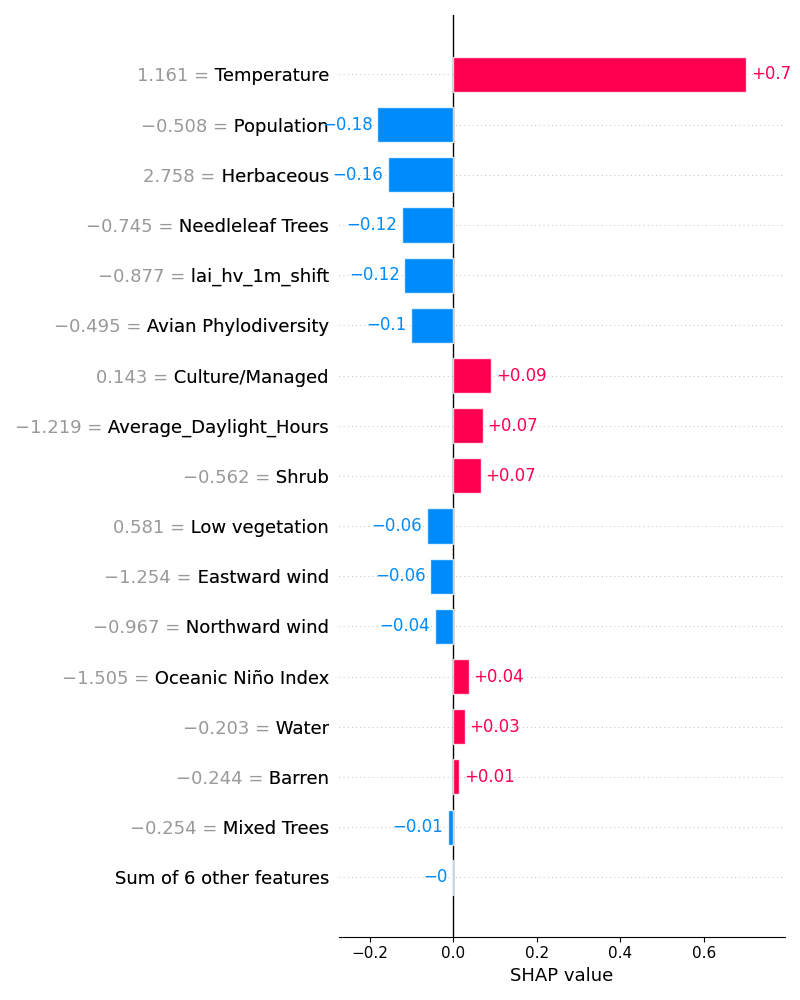 1.161 = Temperature +0.7
−0.508 = Population −0.18
2.758 = Herbaceous −0.16
−0.745 = Needleleaf Trees −0.12
−0.877 = lai_hv_1m_shift −0.12
−0.495 = Avian Phylodiversity −0.1
0.143 = Culture/Managed +0.09
−1.219 = Average_Daylight_Hours +0.07
−0.562 = Shrub +0.07
0.581 = Low vegetation −0.06
−1.254 = Eastward wind −0.06
−0.967 = Northward wind −0.04
−1.505 = Oceanic Niño Index +0.04
−0.203 = Water +0.03
−0.244 = Barren +0.01
−0.254 = Mixed Trees −0.01
Sum of 6 other features −0
−0.2 0.0 0.2 0.4 0.6
SHAP value